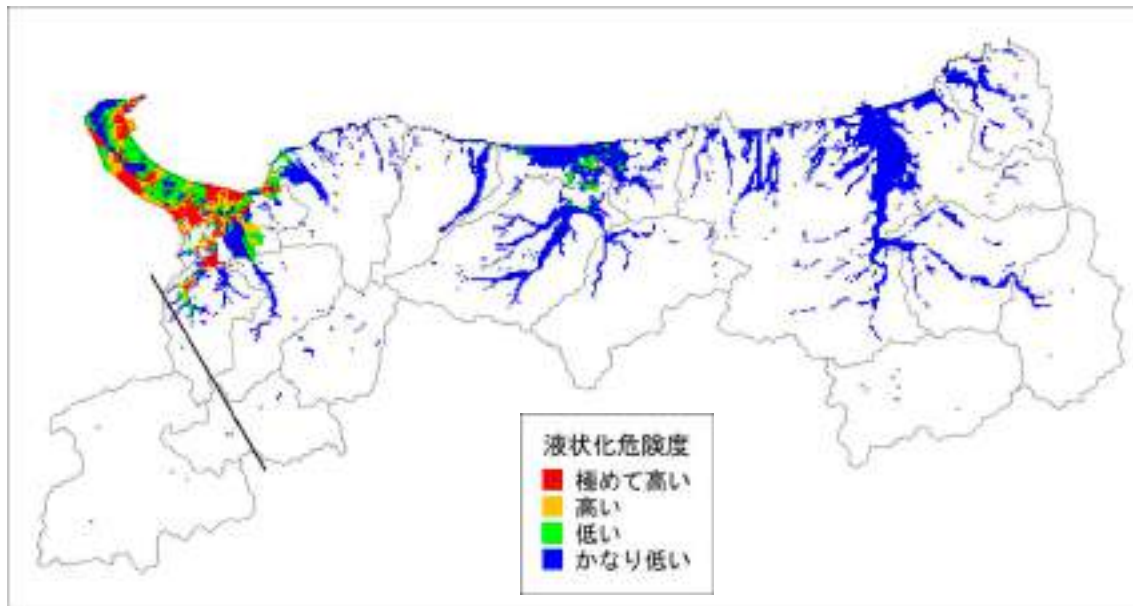 液状化危険度
極めて高い
高い
低い
かなり低い